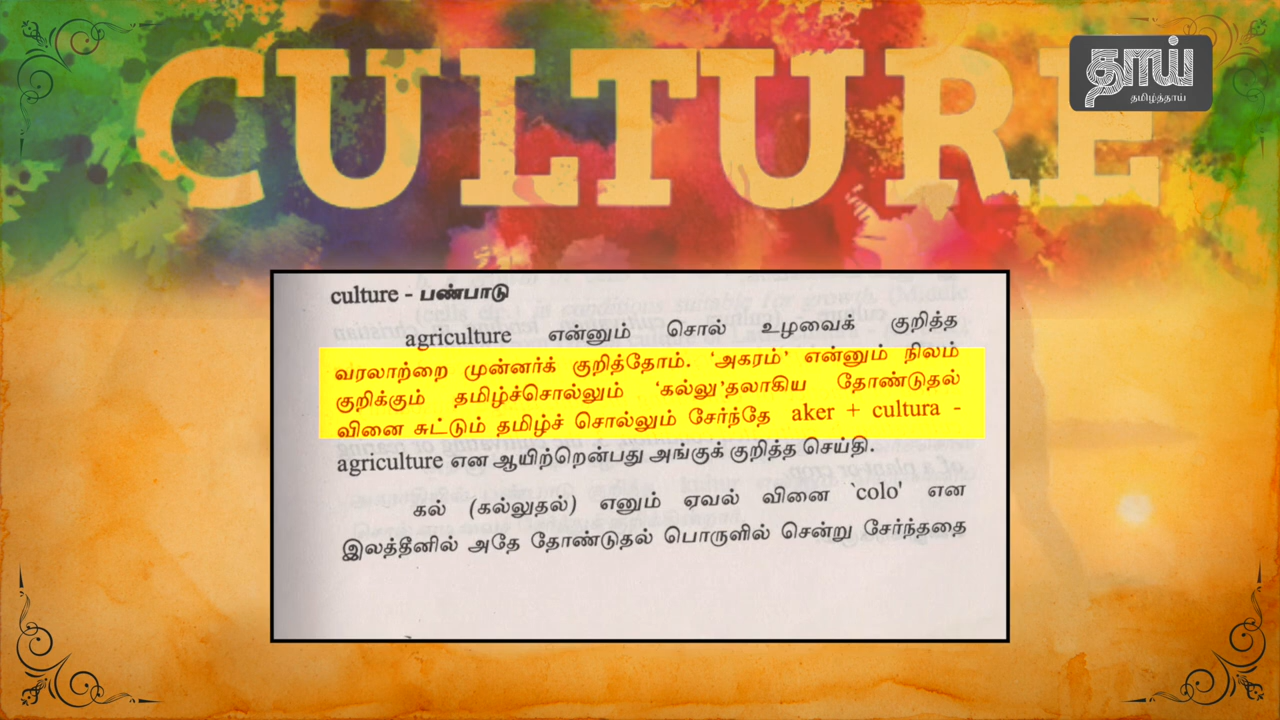 CULTURE
தாய்
தமிழ்த்தாய்
culture - பண்பாடு
agriculture என்னும் சொல் உழவைக் குறித்த
வரலாற்றை முன்னர்க் குறித்தோம். 'அகரம்' என்னும் நிலம்
குறிக்கும் தமிழ்ச்சொல்லும் 'கல்லு'தலாகிய தோண்டுதல்
வினை சுட்டும் தமிழ்ச் சொல்லும் சேர்ந்தே aker + cultura -
agriculture என ஆயிற்றென்பது அங்குக் குறித்த செய்தி.
கல் (கல்லுதல்) எனும் ஏவல் வினை `colo' என
இலத்தீனில் அதே தோண்டுதல் பொருளில் சென்று சேர்ந்ததை